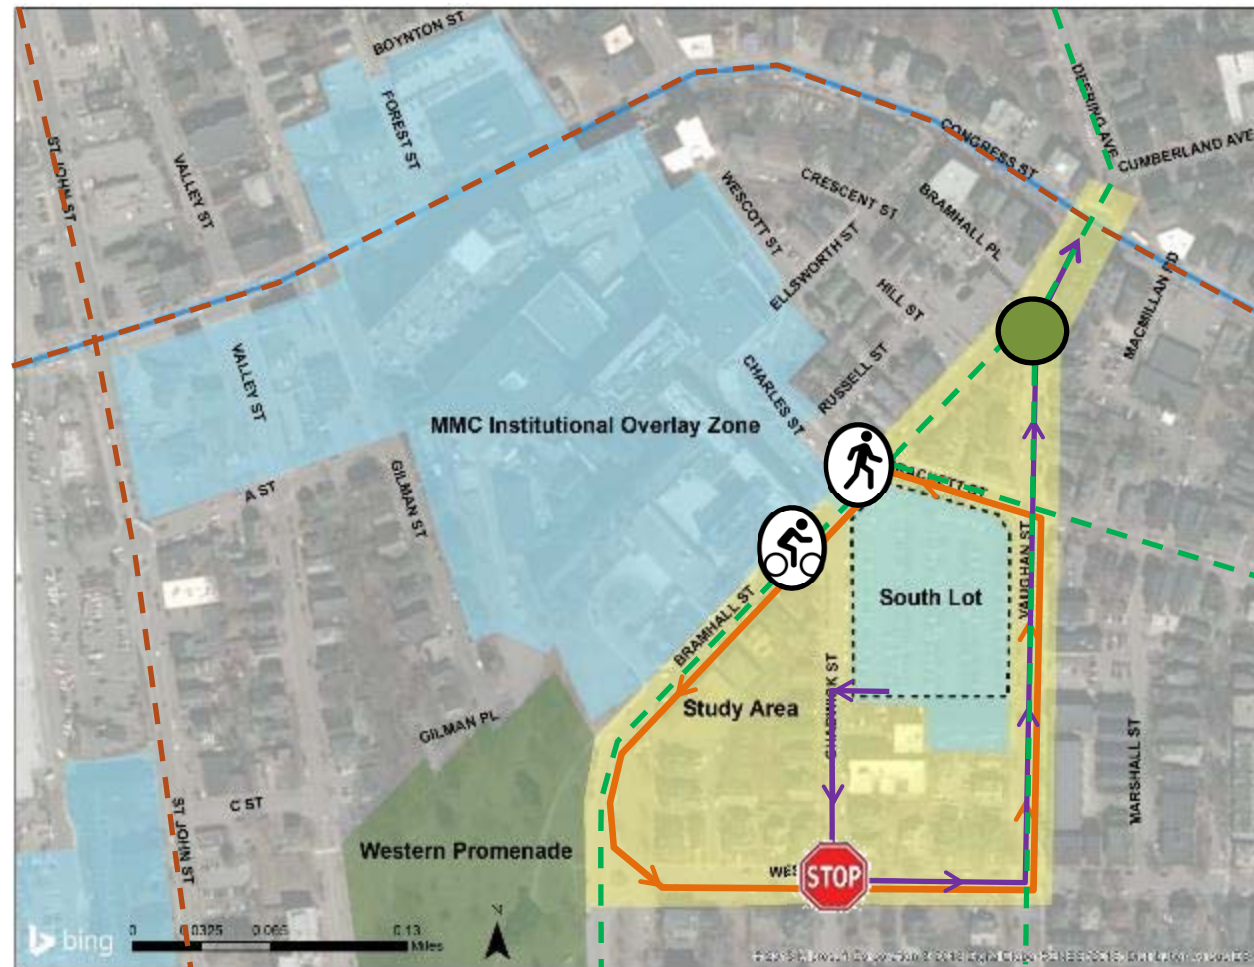 BOYNTON ST
FOREST ST
DEERING AVE
CONGRESS ST
CUMBERLAND AVE
ST JOHN ST
VALLEY ST
WESCOTT ST
CRESCENT ST
BRAMHALL PL
ELLSWORTH ST
HILL ST
MACMILLAN RD
VALLEY ST
CHARLES ST
RUSSELL ST
MMC Institutional Overlay Zone
A ST
GILMAN ST
VAUGHAN ST
South Lot
BRAMHALL ST
Study Area
GILMAN PL
MARSHALL ST
C ST
ST JOHN ST
Western Promenade
STOP
bing
0 0.0325 0.065 0.13
Miles
N